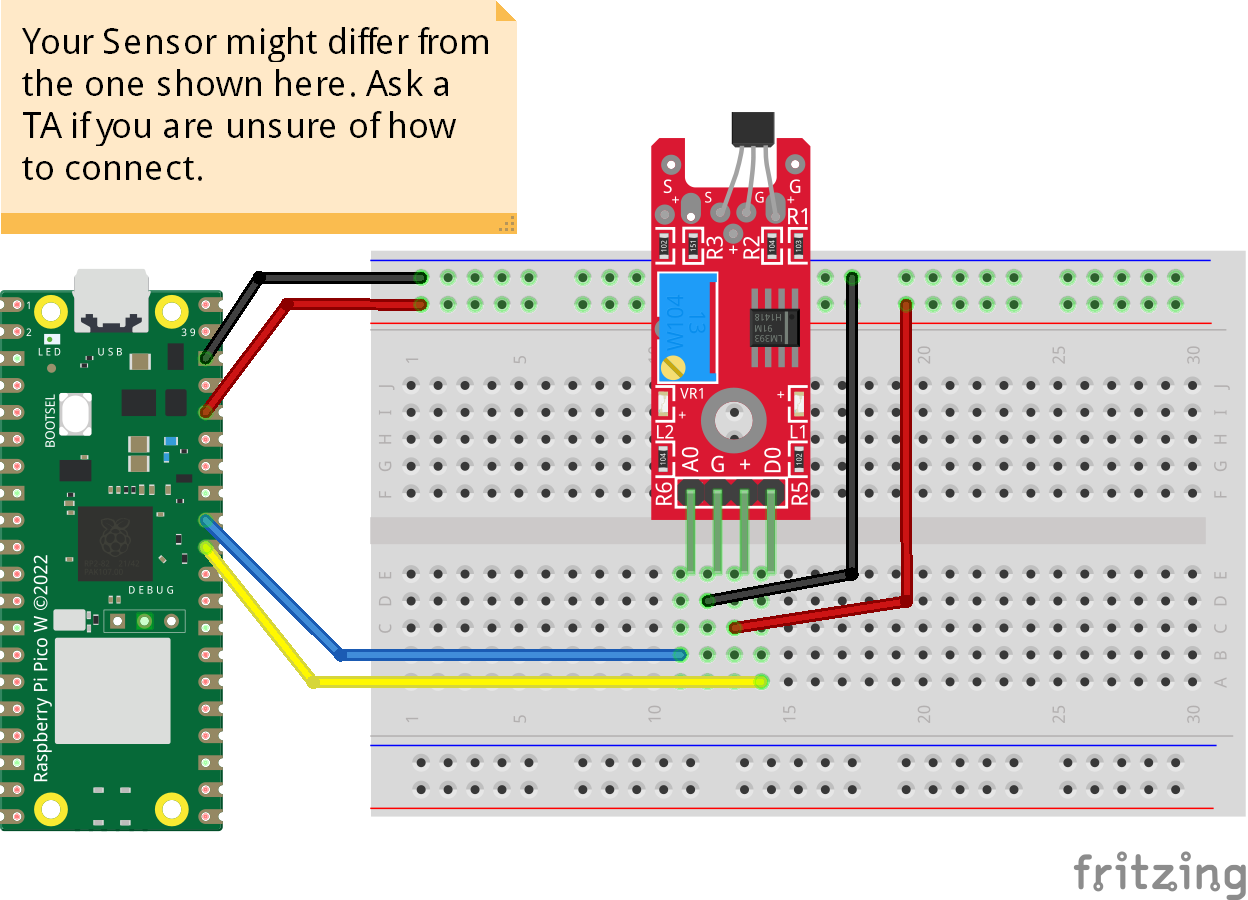 Your Sensor might differ from
the one shown here. Ask a
TA if you are unsure of how
to connect.
1
2
39
LED
USB
BOOTSEL
DEBUG
Raspberry Pi Pico W ©2022
S
G
+
S
G
+
R1
102
151
R3
+
R2
104
103
W104
13
LM393
91M
H1418
VR1
+
+
L2
L1
104
A0
G
+
D0
102
R6
R5
1
5
10
15
20
25
30
J
I
H
G
F
E
D
C
B
A
J
I
H
G
F
E
D
C
B
A
1
5
10
15
20
25
30
fritzing